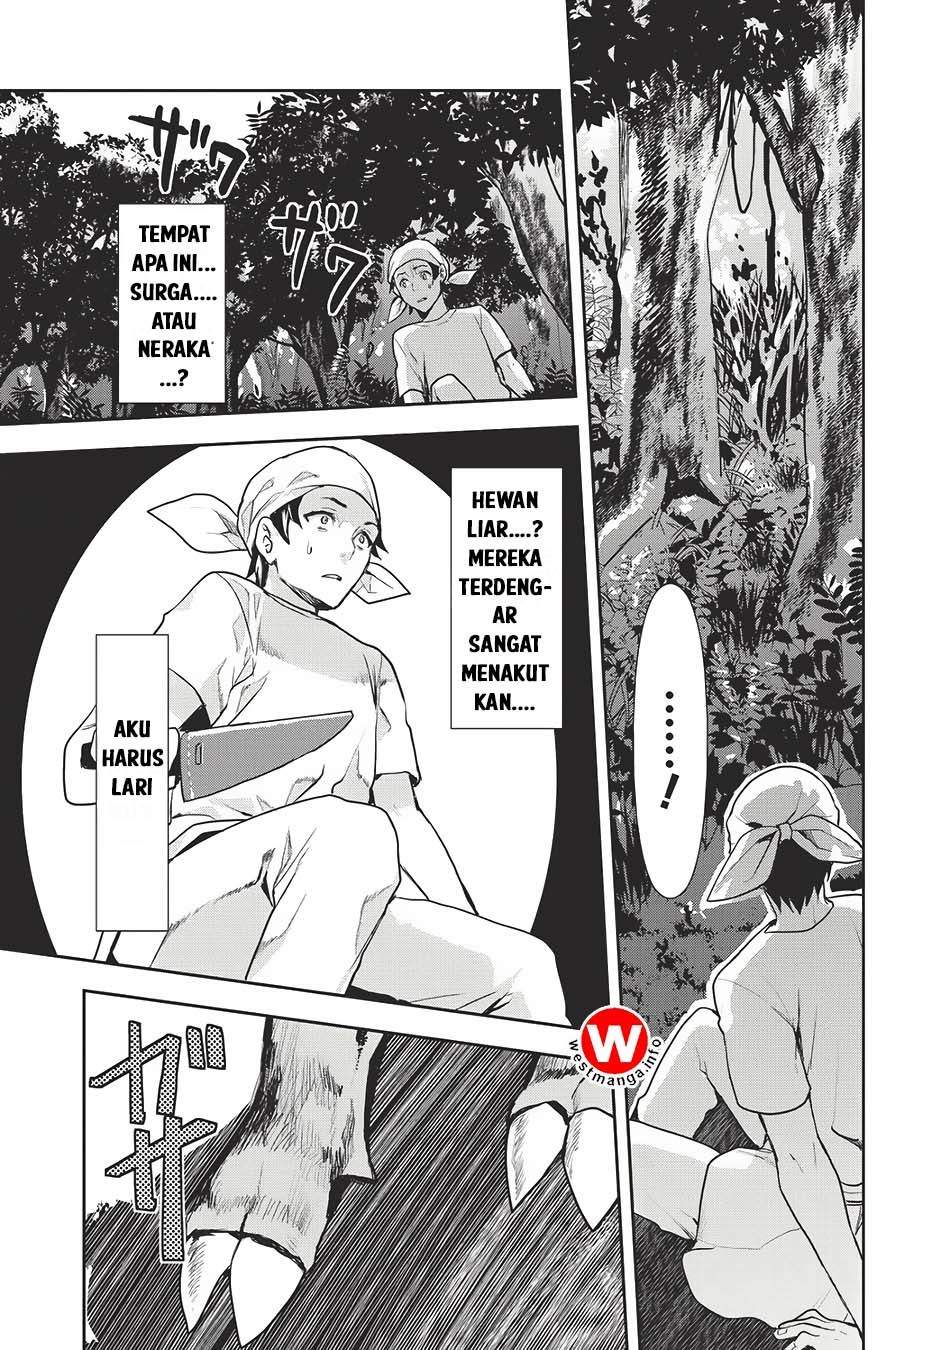 ………!
ザワ
ザワ
TEMPAT
APA INI...
SURGA....
ATAU
NERAKA
...?
HEWAN
LIAR....?
MEREKA
TERDENG-
AR
SANGAT
MENAKUT
KAN....
AKU
HARUS
LARI
ガサ
W
westmanga.info